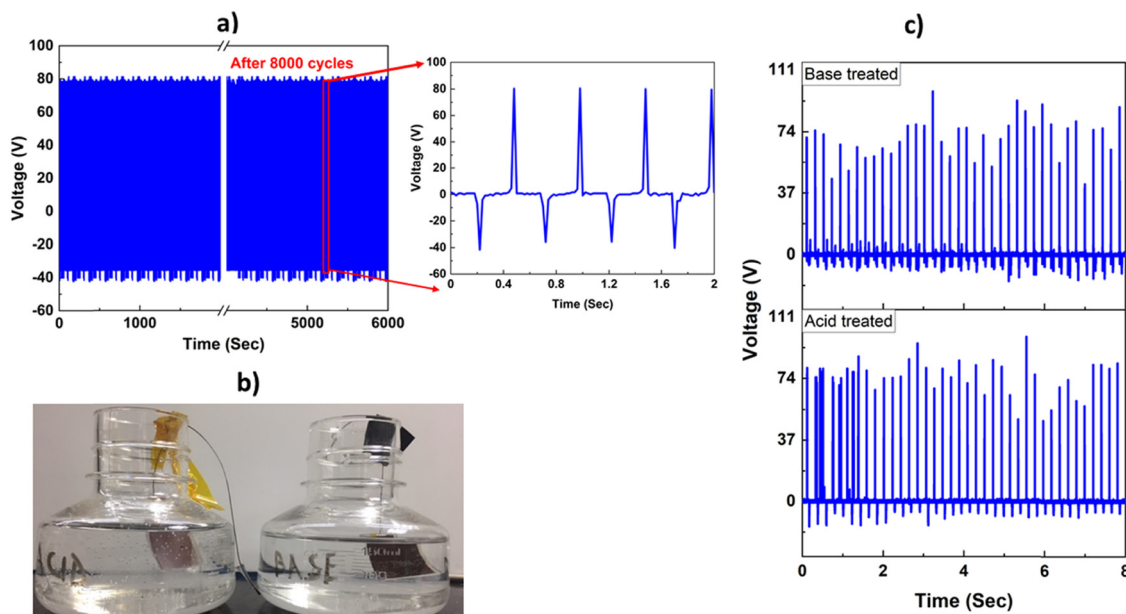 a)
100
80
60
40
20
0
-20
-40
-60
0
1000
5000
6000
Voltage (V)
Time (Sec)
After 8000 cycles
100
80
60
40
20
0
-20
-40
-60
0
0.4
0.8
1.2
1.6
2
Voltage (V)
Time (Sec)
b)
ACID
BASE
c)
Base treated
111
74
37
0
Acid treated
111
74
37
0
0
2
4
6
8
Voltage (V)
Time (Sec)